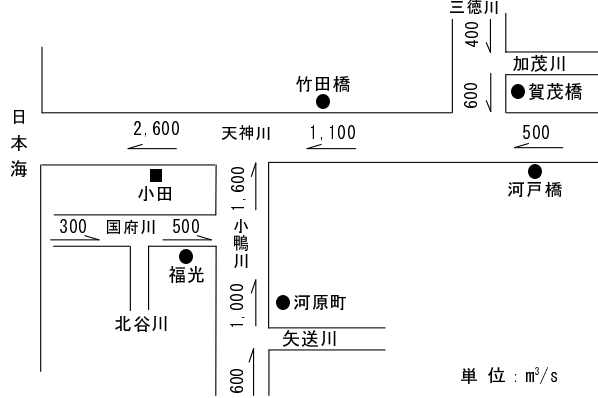 三徳川
400
加茂川
竹田橋
600
賀茂橋
日本海
2,600
天神川
1,100
500
小田
1,600
河戸橋
300
国府川
500
小鴨川
福光
1,000
河原町
北谷川
矢送川
600
単位：m³/s